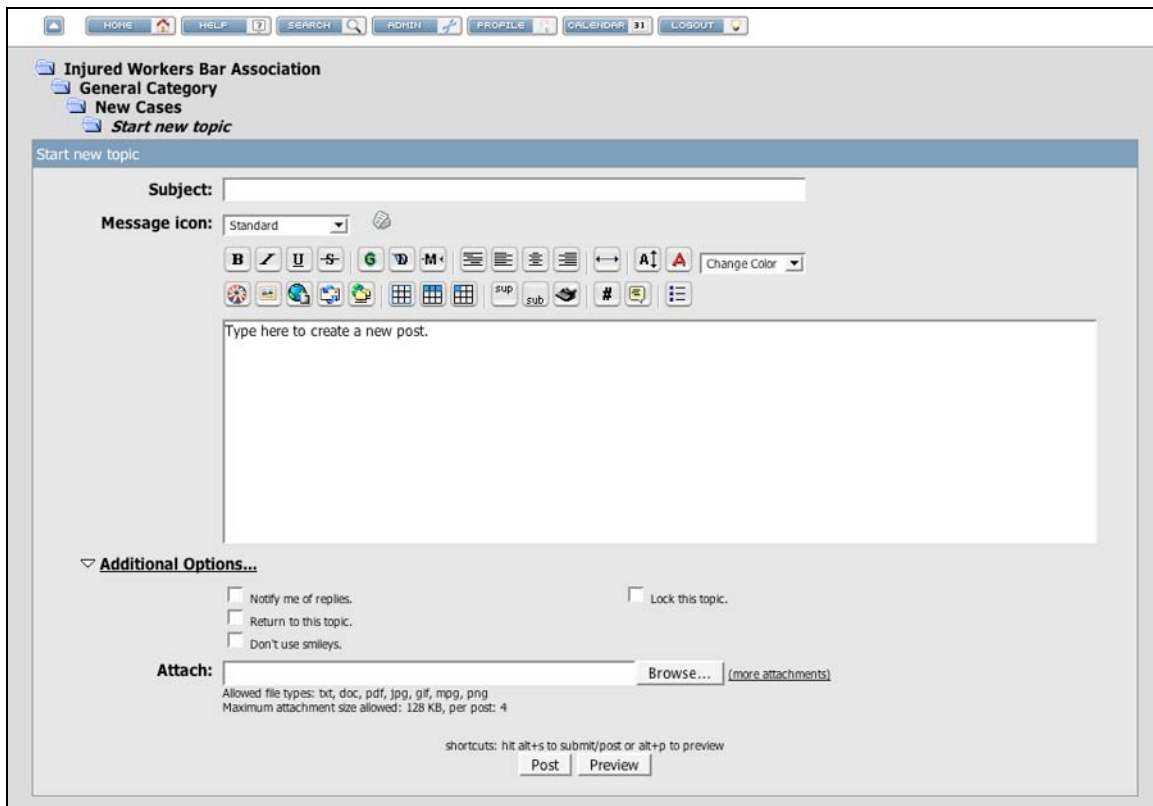 HOME HELP SEARCH ADMIN PROFILE CALENDAR 31 LOGOUT
Injured Workers Bar Association
General Category
New Cases
Start new topic
Start new topic
Subject:
Message icon: Standard
B I U S G D M A A Change Color
sup sub #
Type here to create a new post.
Additional Options...
Notify me of replies. Lock this topic.
Return to this topic.
Don't use smileys.
Attach: Browse... (more attachments)
Allowed file types: txt, doc, pdf, jpg, gif, mpg, png
Maximum attachment size allowed: 128 KB, per post: 4
shortcuts: hit alt+s to submit/post or alt+p to preview
Post Preview